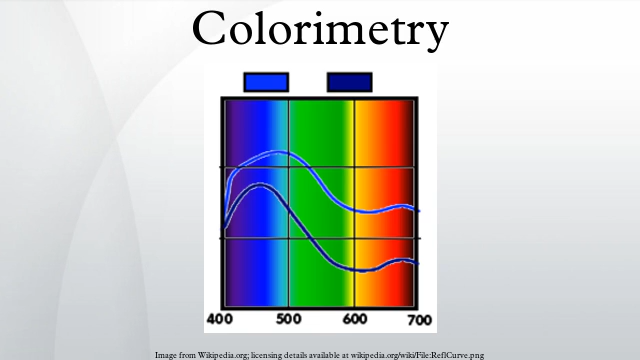 Colorimetry
400 500 600 700
Image from Wikipedia.org; licensing details available at wikipedia.org/wiki/File:ReflCurve.png